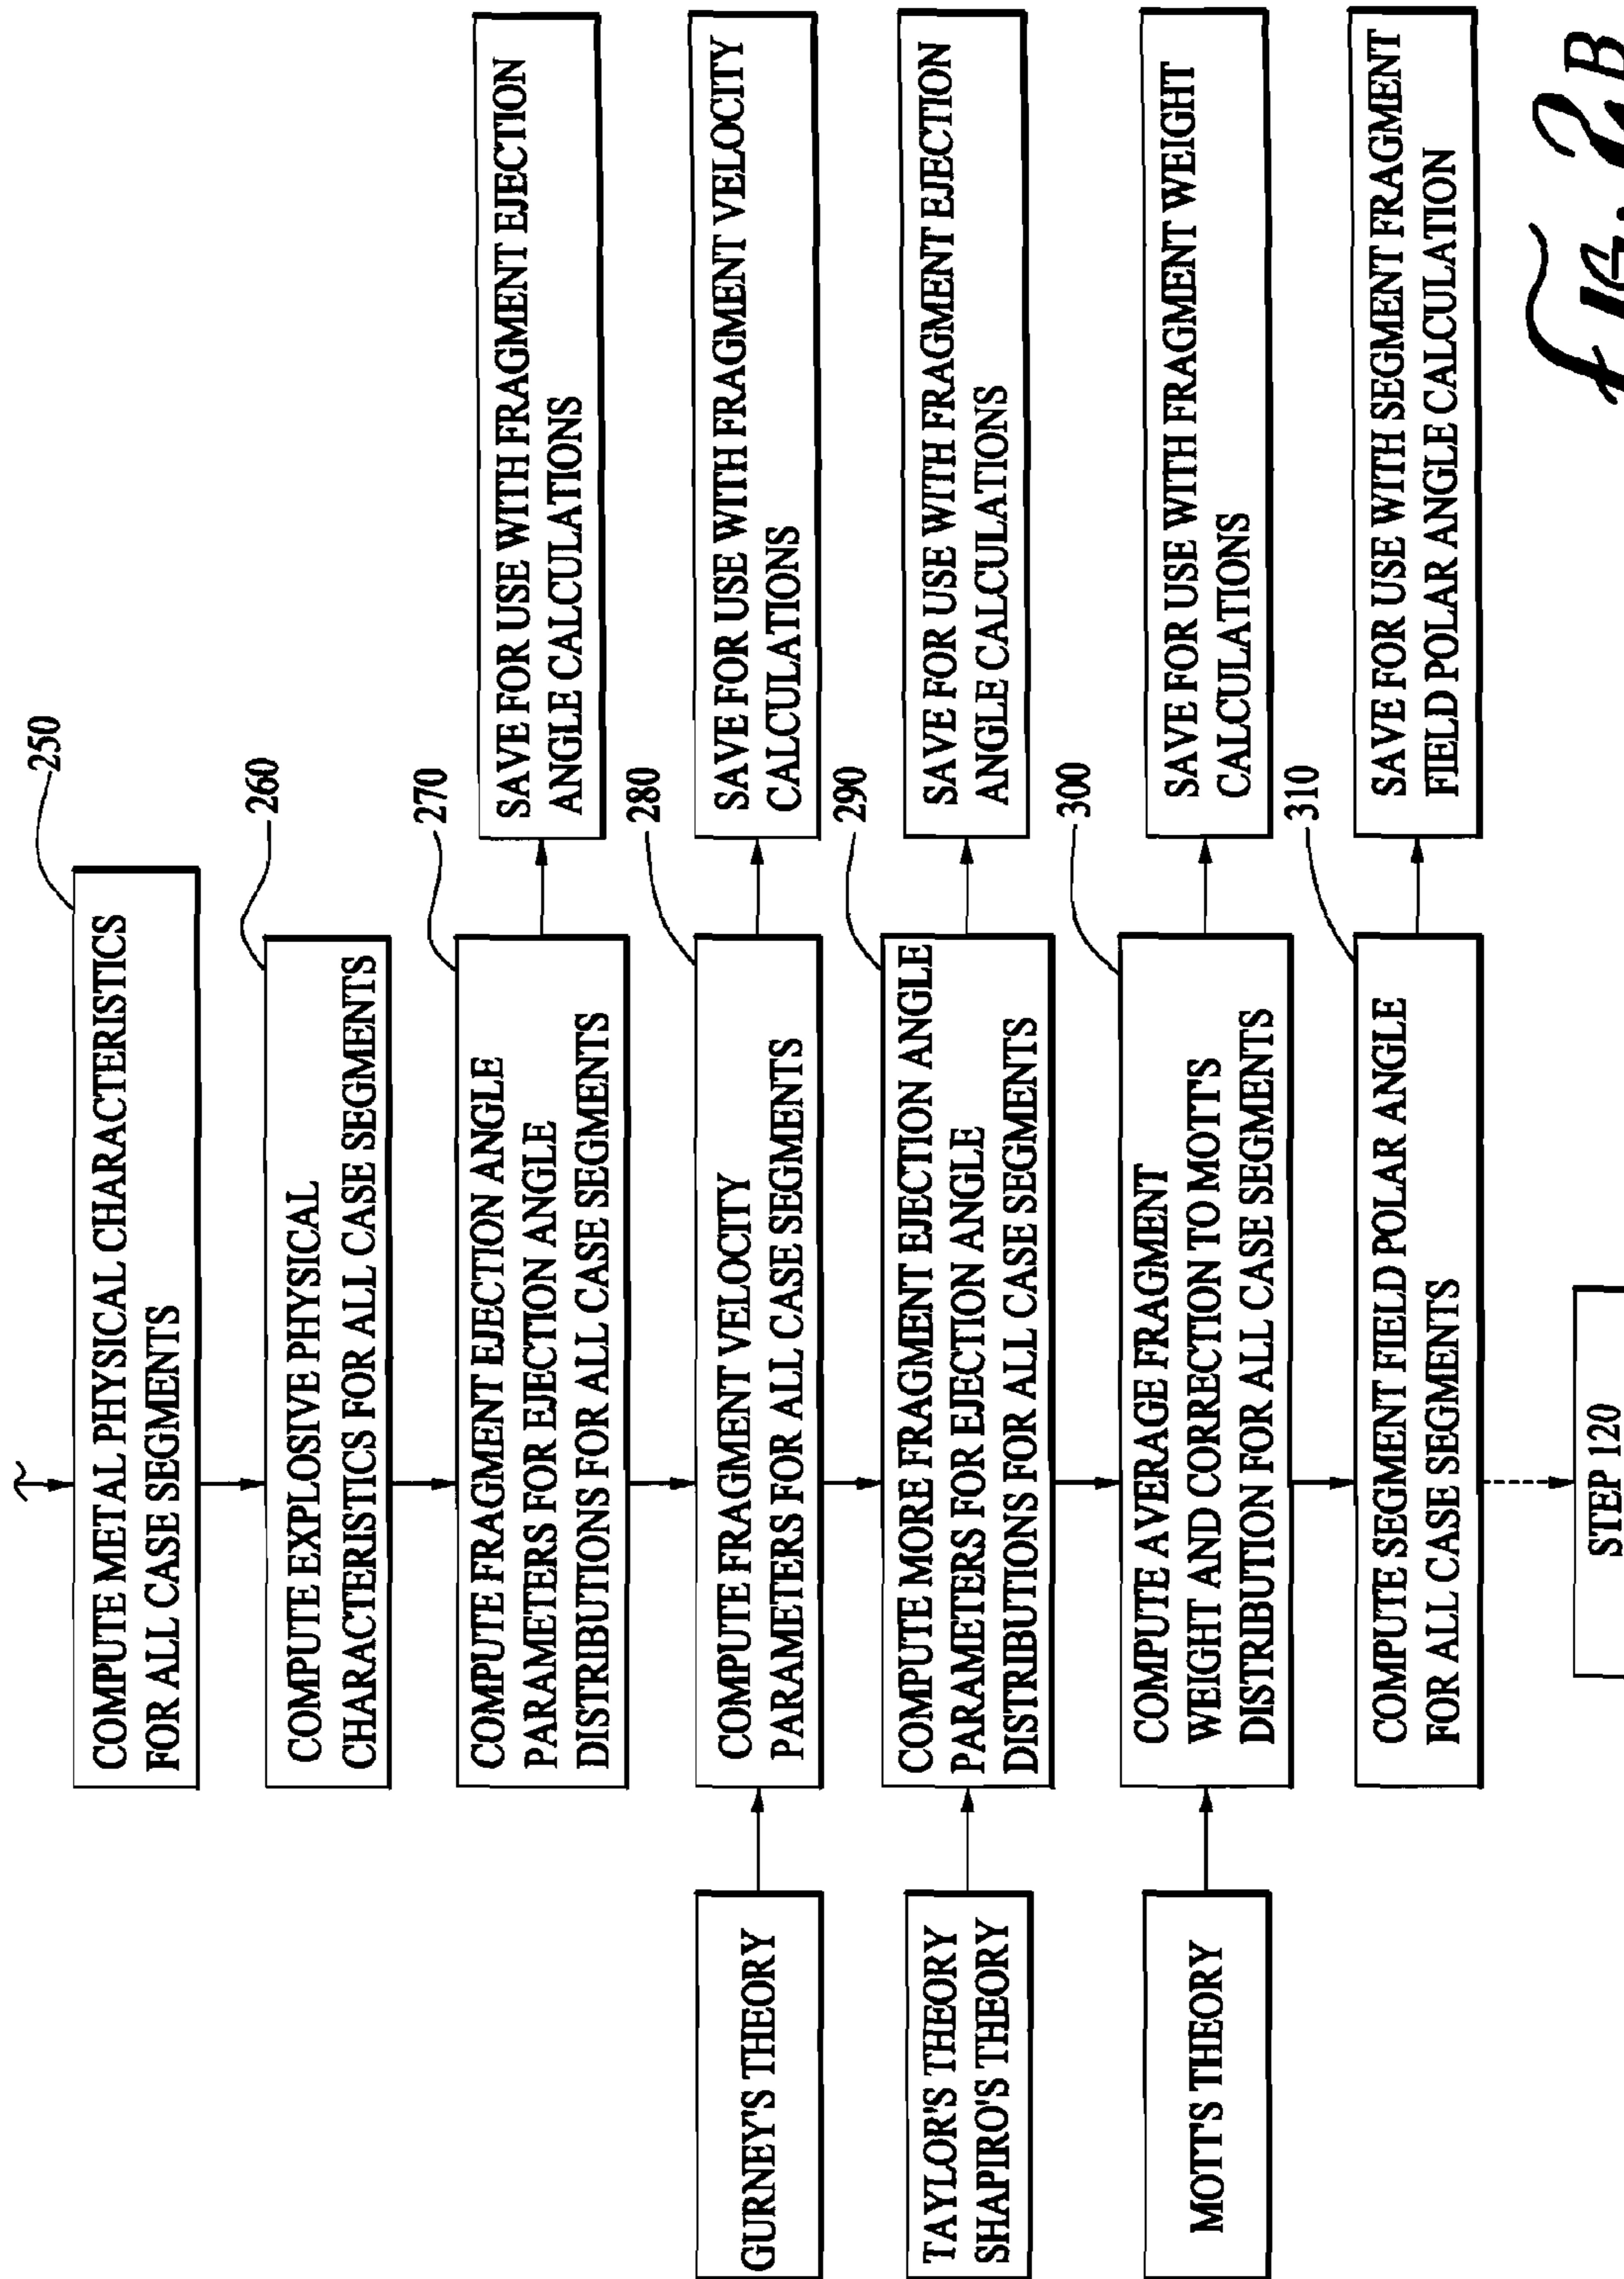 250
COMPUTE METAL PHYSICAL CHARACTERISTICS
FOR ALL CASE SEGMENTS
260
COMPUTE EXPLOSIVE PHYSICAL
CHARACTERISTICS FOR ALL CASE SEGMENTS
270
COMPUTE FRAGMENT EJECTION ANGLE
PARAMETERS FOR EJECTION ANGLE
DISTRIBUTIONS FOR ALL CASE SEGMENTS
SAVE FOR USE WITH FRAGMENT EJECTION
ANGLE CALCULATIONS
280
GURNEY'S THEORY
COMPUTE FRAGMENT VELOCITY
PARAMETERS FOR ALL CASE SEGMENTS
SAVE FOR USE WITH FRAGMENT VELOCITY
CALCULATIONS
290
TAYLOR'S THEORY
SHAPIRO'S THEORY
COMPUTE MORE FRAGMENT EJECTION ANGLE
PARAMETERS FOR EJECTION ANGLE
DISTRIBUTIONS FOR ALL CASE SEGMENTS
SAVE FOR USE WITH FRAGMENT EJECTION
ANGLE CALCULATIONS
300
MOTT'S THEORY
COMPUTE AVERAGE FRAGMENT
WEIGHT AND CORRECTION TO MOTTS
DISTRIBUTION FOR ALL CASE SEGMENTS
SAVE FOR USE WITH FRAGMENT WEIGHT
CALCULATIONS
310
COMPUTE SEGMENT FIELD POLAR ANGLE
FOR ALL CASE SEGMENTS
SAVE FOR USE WITH SEGMENT FRAGMENT
FIELD POLAR ANGLE CALCULATION
STEP 120
FIG. 2B